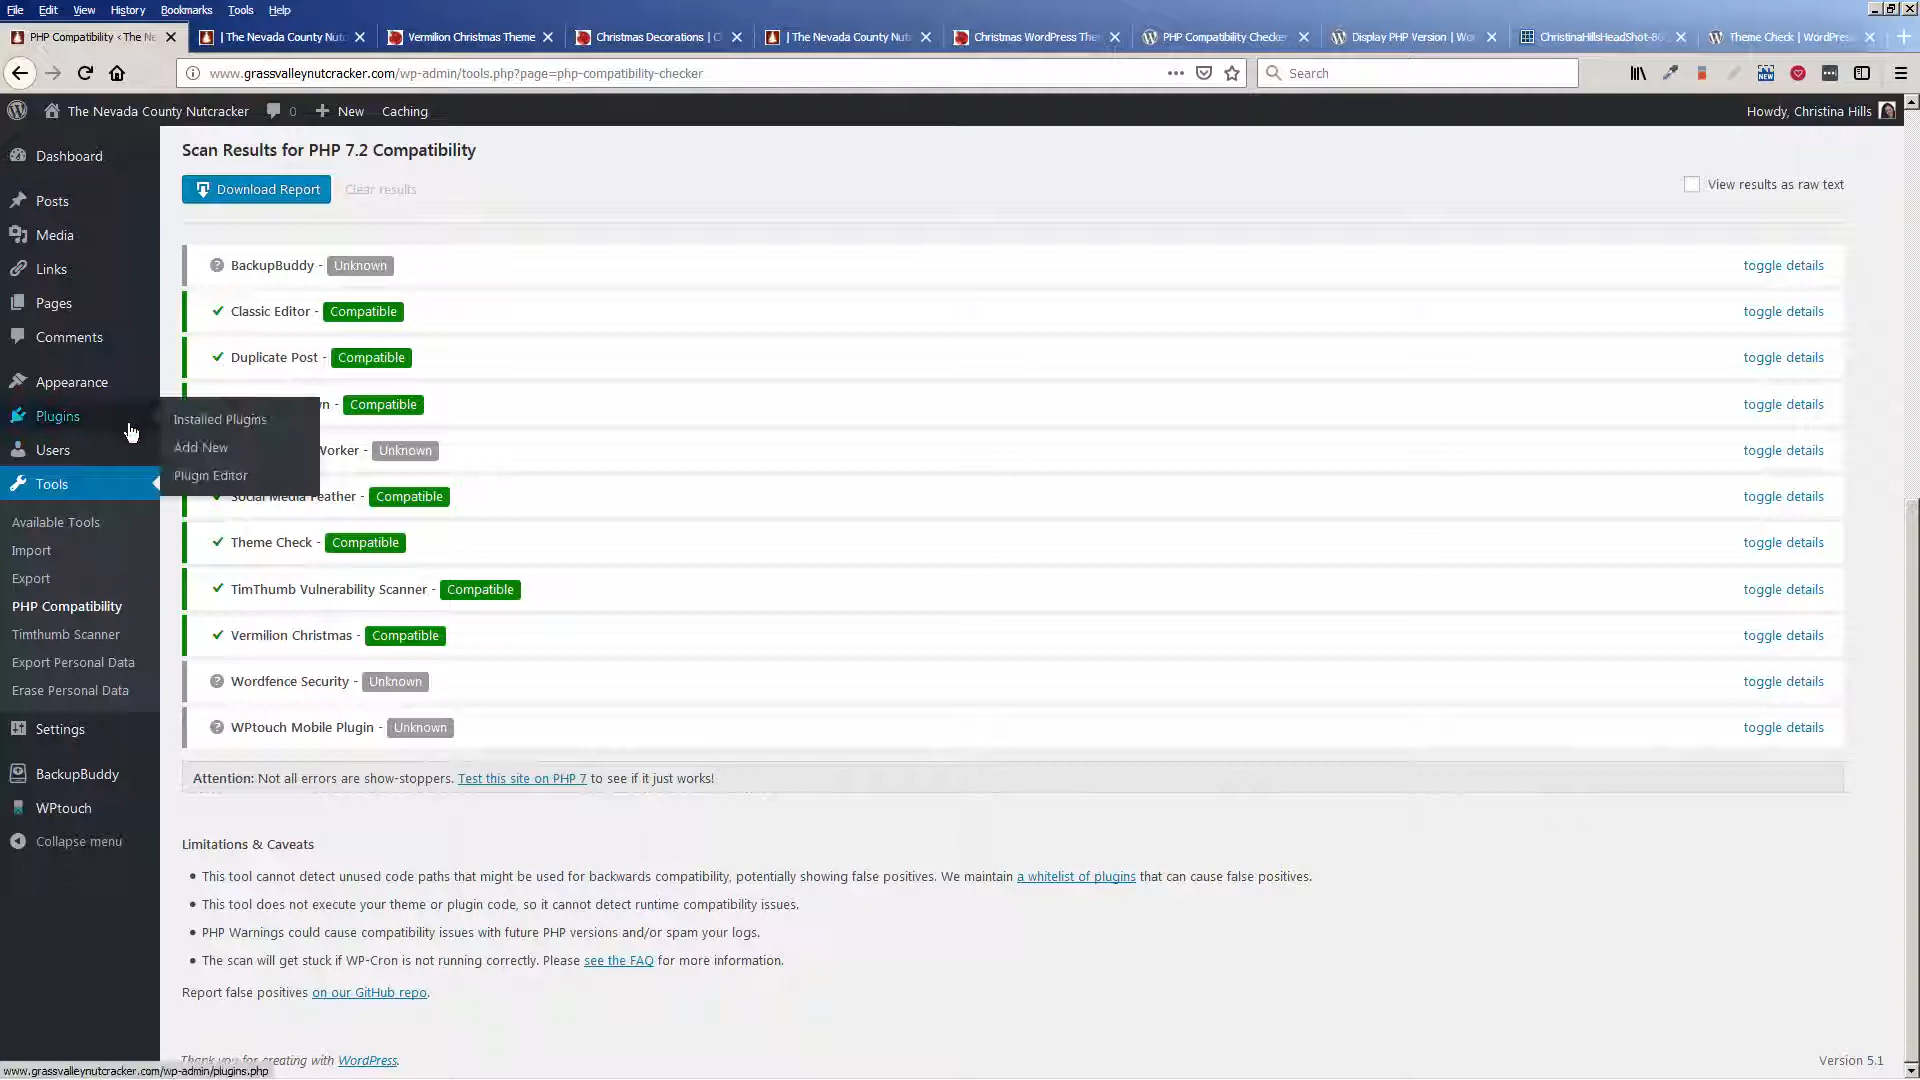 File Edit View History Bookmarks Tools Help
PHP Compatibility ‹ The Ne
| The Nevada County Nut
Vermilion Christmas Theme
Christmas Decorations | C
| The Nevada County Nut
Christmas WordPress The
PHP Compatibility Checker
Display PHP Version | Wo
ChristinaHillsHeadShot-80
Theme Check | WordPress
www.grassvalleynutcracker.com/wp-admin/tools.php?page=php-compatibility-checker
Search
NEW
The Nevada County Nutcracker 0 New Caching
Howdy, Christina Hills
Dashboard
Posts
Media
Links
Pages
Comments
Appearance
Plugins
Users
Tools
Installed Plugins
Add New
Plugin Editor
Available Tools
Import
Export
PHP Compatibility
Timthumb Scanner
Export Personal Data
Erase Personal Data
Settings
BackupBuddy
WPtouch
Collapse menu
Scan Results for PHP 7.2 Compatibility
Download Report Clear results
View results as raw text
BackupBuddy - Unknown toggle details
Classic Editor - Compatible toggle details
Duplicate Post - Compatible toggle details
n - Compatible toggle details
Worker - Unknown toggle details
Social Media Feather - Compatible toggle details
Theme Check - Compatible toggle details
TimThumb Vulnerability Scanner - Compatible toggle details
Vermilion Christmas - Compatible toggle details
Wordfence Security - Unknown toggle details
WPtouch Mobile Plugin - Unknown toggle details
Attention: Not all errors are show-stoppers. Test this site on PHP 7 to see if it just works!
Limitations & Caveats
• This tool cannot detect unused code paths that might be used for backwards compatibility, potentially showing false positives. We maintain a whitelist of plugins that can cause false positives.
• This tool does not execute your theme or plugin code, so it cannot detect runtime compatibility issues.
• PHP Warnings could cause compatibility issues with future PHP versions and/or spam your logs.
• The scan will get stuck if WP-Cron is not running correctly. Please see the FAQ for more information.
Report false positives on our GitHub repo.
Thank you for creating with WordPress.
Version 5.1
www.grassvalleynutcracker.com/wp-admin/plugins.php